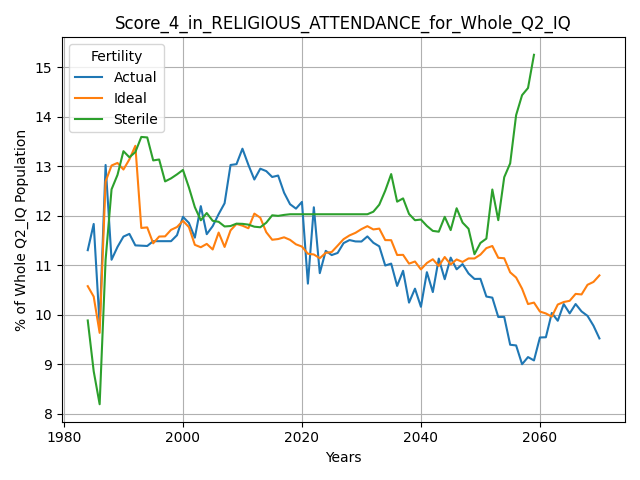 Score_4_in_RELIGIOUS_ATTENDANCE_for_Whole_Q2_IQ
Fertility
Actual
Ideal
Sterile
% of Whole Q2_IQ Population
15
14
13
12
11
10
9
8
1980
2000
2020
2040
2060
Years